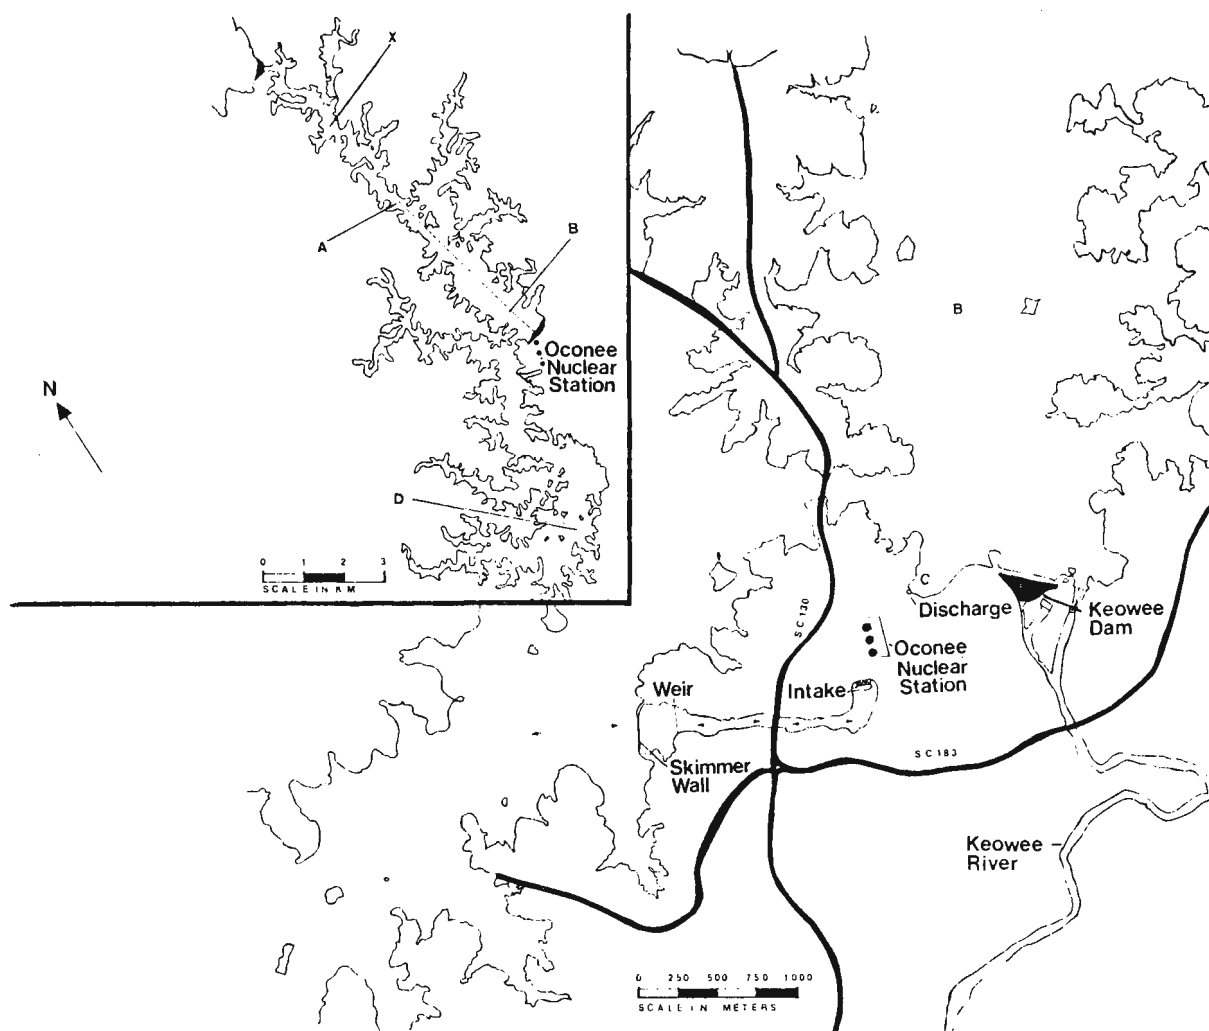 X
A
B
Oconee
Nuclear
Station
N
D
0 1 2 3
SCALE IN KM
B
SC 130
C
Discharge
Keowee
Dam
Oconee
Nuclear
Station
Weir
Intake
SC 183
Skimmer
Wall
Keowee
River
0 250 500 750 1000
SCALE IN METERS